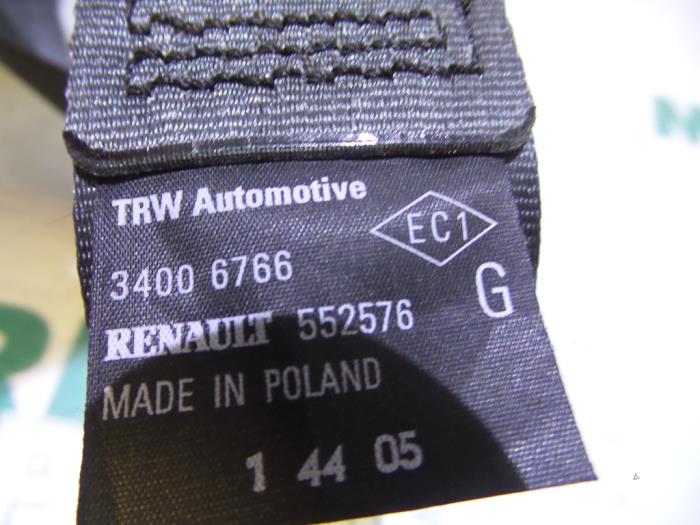 TRW Automotive
EC1
3400 6766
G
RENAULT 552576
MADE IN POLAND
1 44 05